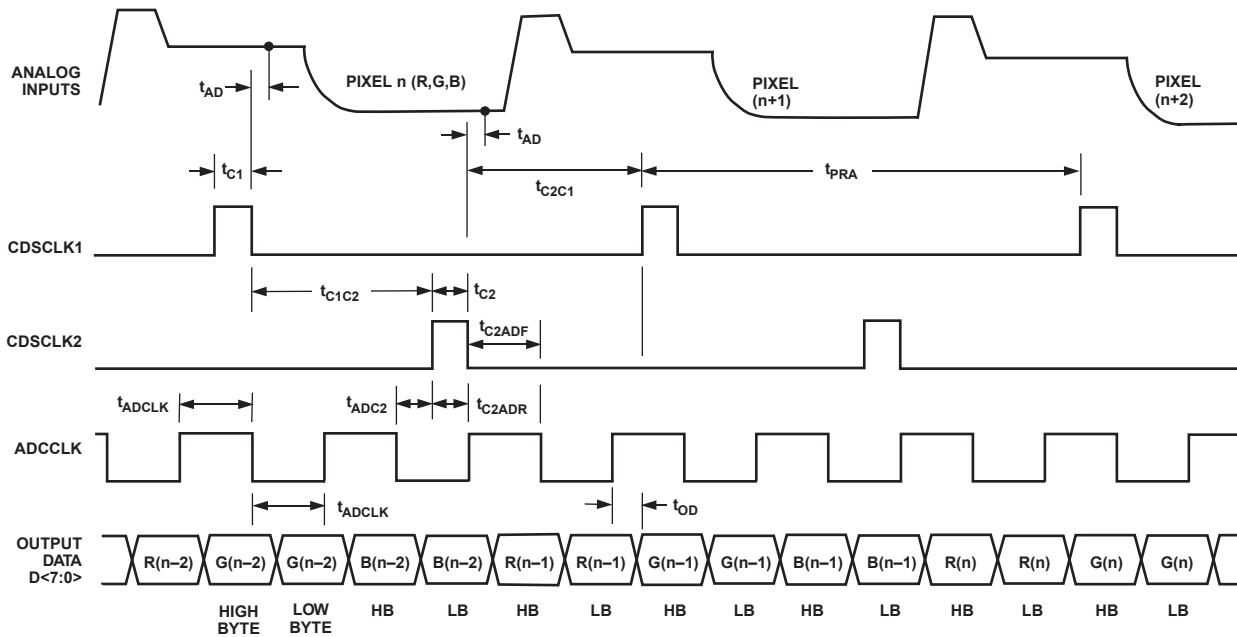 ANALOG
INPUTS
tAD
PIXEL n (R,G,B)
tAD
PIXEL
(n+1)
PIXEL
(n+2)
tC1
tC2C1
tPRA
CDSCLK1
tC1C2
tC2
CDSCLK2
tC2ADF
tADCLK
tADC2
tC2ADR
ADCCLK
tADCLK
tOD
OUTPUT
DATA
D<7:0>
R(n–2) G(n–2) G(n–2) B(n–2) B(n–2) R(n–1) R(n–1) G(n–1) G(n–1) B(n–1) B(n–1) R(n) R(n) G(n) G(n)
HIGH
BYTE
LOW
BYTE
HB LB HB LB HB LB HB LB HB LB HB LB